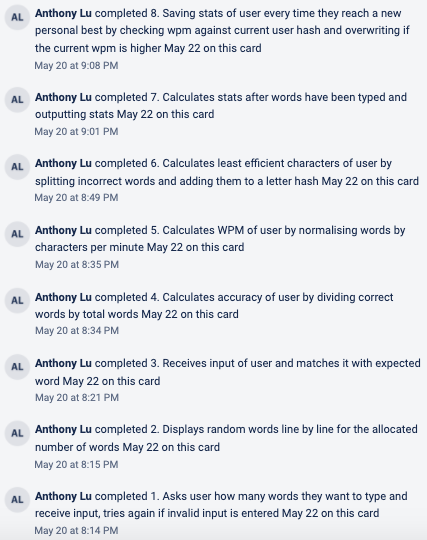 AL Anthony Lu completed 8. Saving stats of user every time they reach a new
personal best by checking wpm against current user hash and overwriting if
the current wpm is higher May 22 on this card
May 20 at 9:08 PM
AL Anthony Lu completed 7. Calculates stats after words have been typed and
outputting stats May 22 on this card
May 20 at 9:01 PM
AL Anthony Lu completed 6. Calculates least efficient characters of user by
splitting incorrect words and adding them to a letter hash May 22 on this card
May 20 at 8:49 PM
AL Anthony Lu completed 5. Calculates WPM of user by normalising words by
characters per minute May 22 on this card
May 20 at 8:35 PM
AL Anthony Lu completed 4. Calculates accuracy of user by dividing correct
words by total words May 22 on this card
May 20 at 8:34 PM
AL Anthony Lu completed 3. Receives input of user and matches it with expected
word May 22 on this card
May 20 at 8:21 PM
AL Anthony Lu completed 2. Displays random words line by line for the allocated
number of words May 22 on this card
May 20 at 8:15 PM
AL Anthony Lu completed 1. Asks user how many words they want to type and
receive input, tries again if invalid input is entered May 22 on this card
May 20 at 8:14 PM